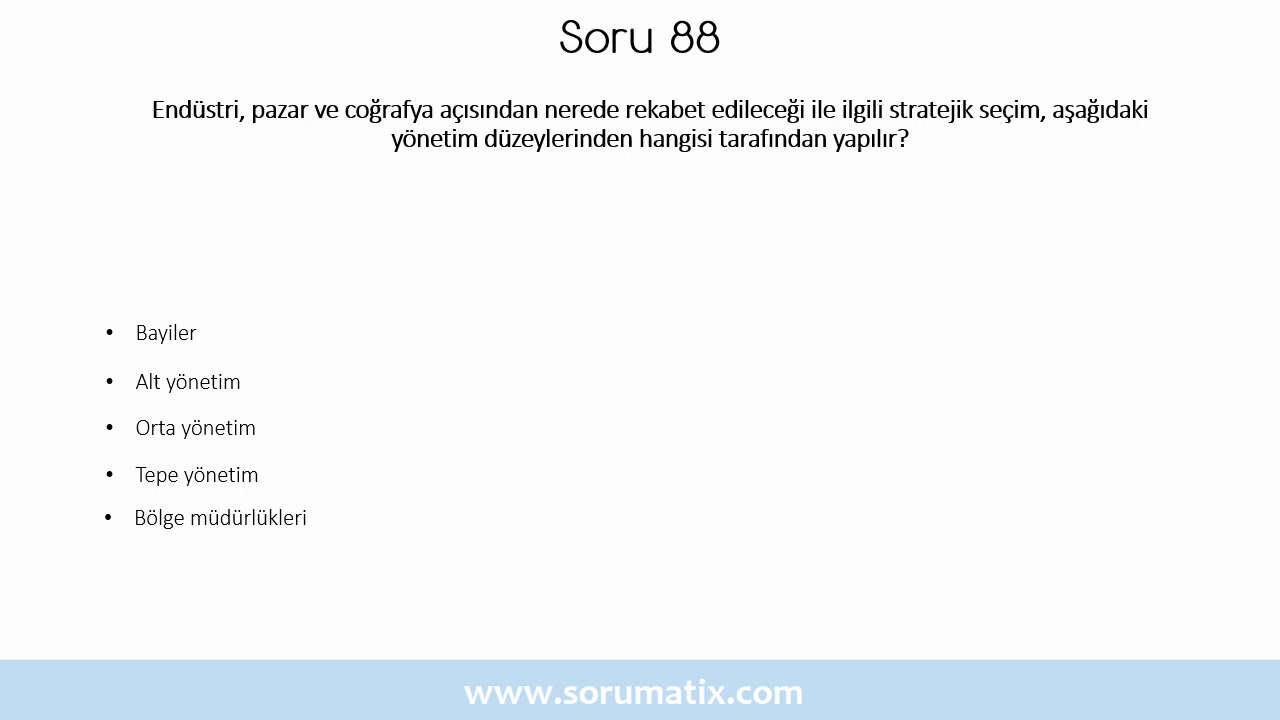 Soru 88
Endüstri, pazar ve coğrafya açısından nerede rekabet edileceği ile ilgili stratejik seçim, aşağıdaki
yönetim düzeylerinden hangisi tarafından yapılır?
• Bayiler
• Alt yönetim
• Orta yönetim
• Tepe yönetim
• Bölge müdürlükleri
www.sorumatix.com